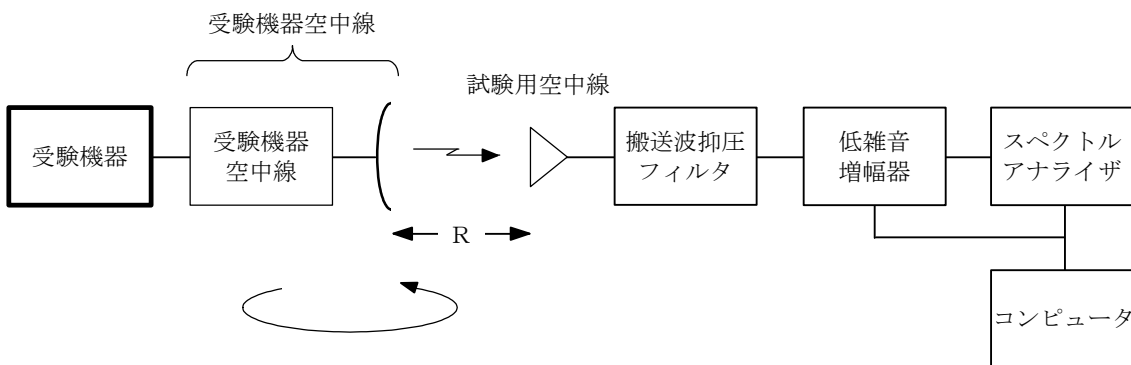 受験機器空中線
試験用空中線
受験機器
受験機器
空中線
搬送波抑圧
フィルタ
低雑音
増幅器
スペクトル
アナライザ
R
コンピュータ